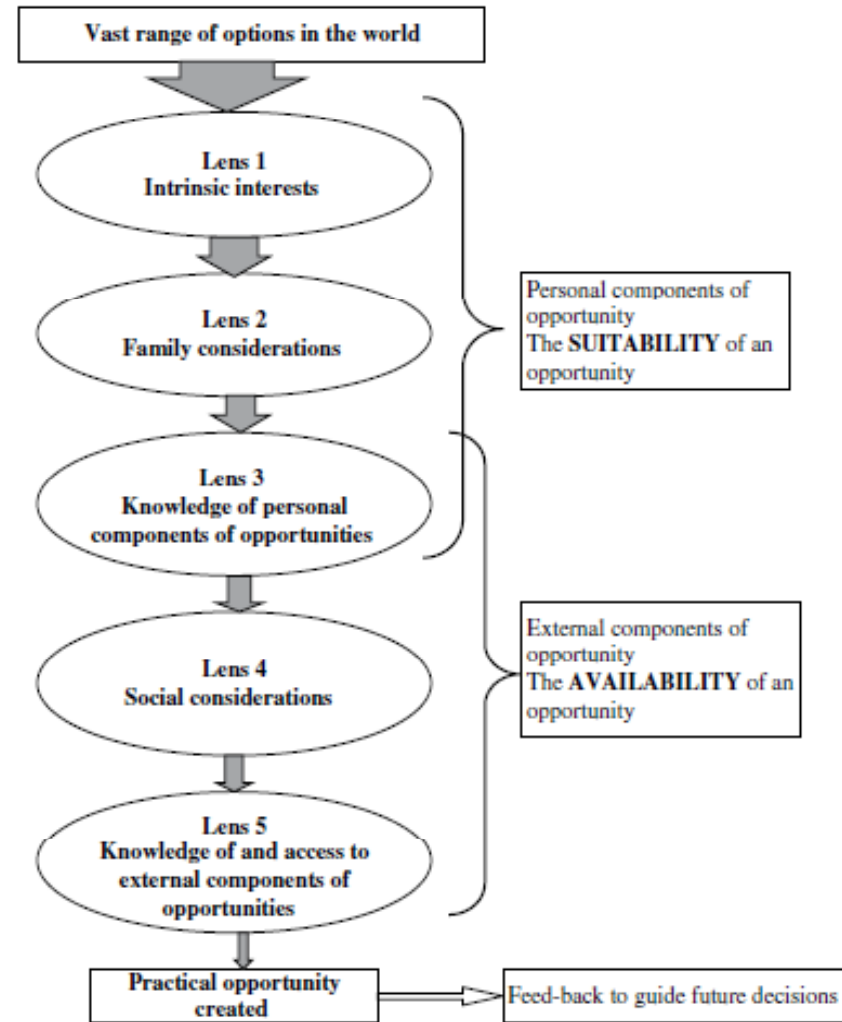 Vast range of options in the world
Lens 1
Intrinsic interests
Lens 2
Family considerations
Personal components of
opportunity
The SUITABILITY of an
opportunity
Lens 3
Knowledge of personal
components of opportunities
Lens 4
Social considerations
External components of
opportunity
The AVAILABILITY of an
opportunity
Lens 5
Knowledge of and access to
external components of
opportunities
Practical opportunity
created
Feed-back to guide future decisions